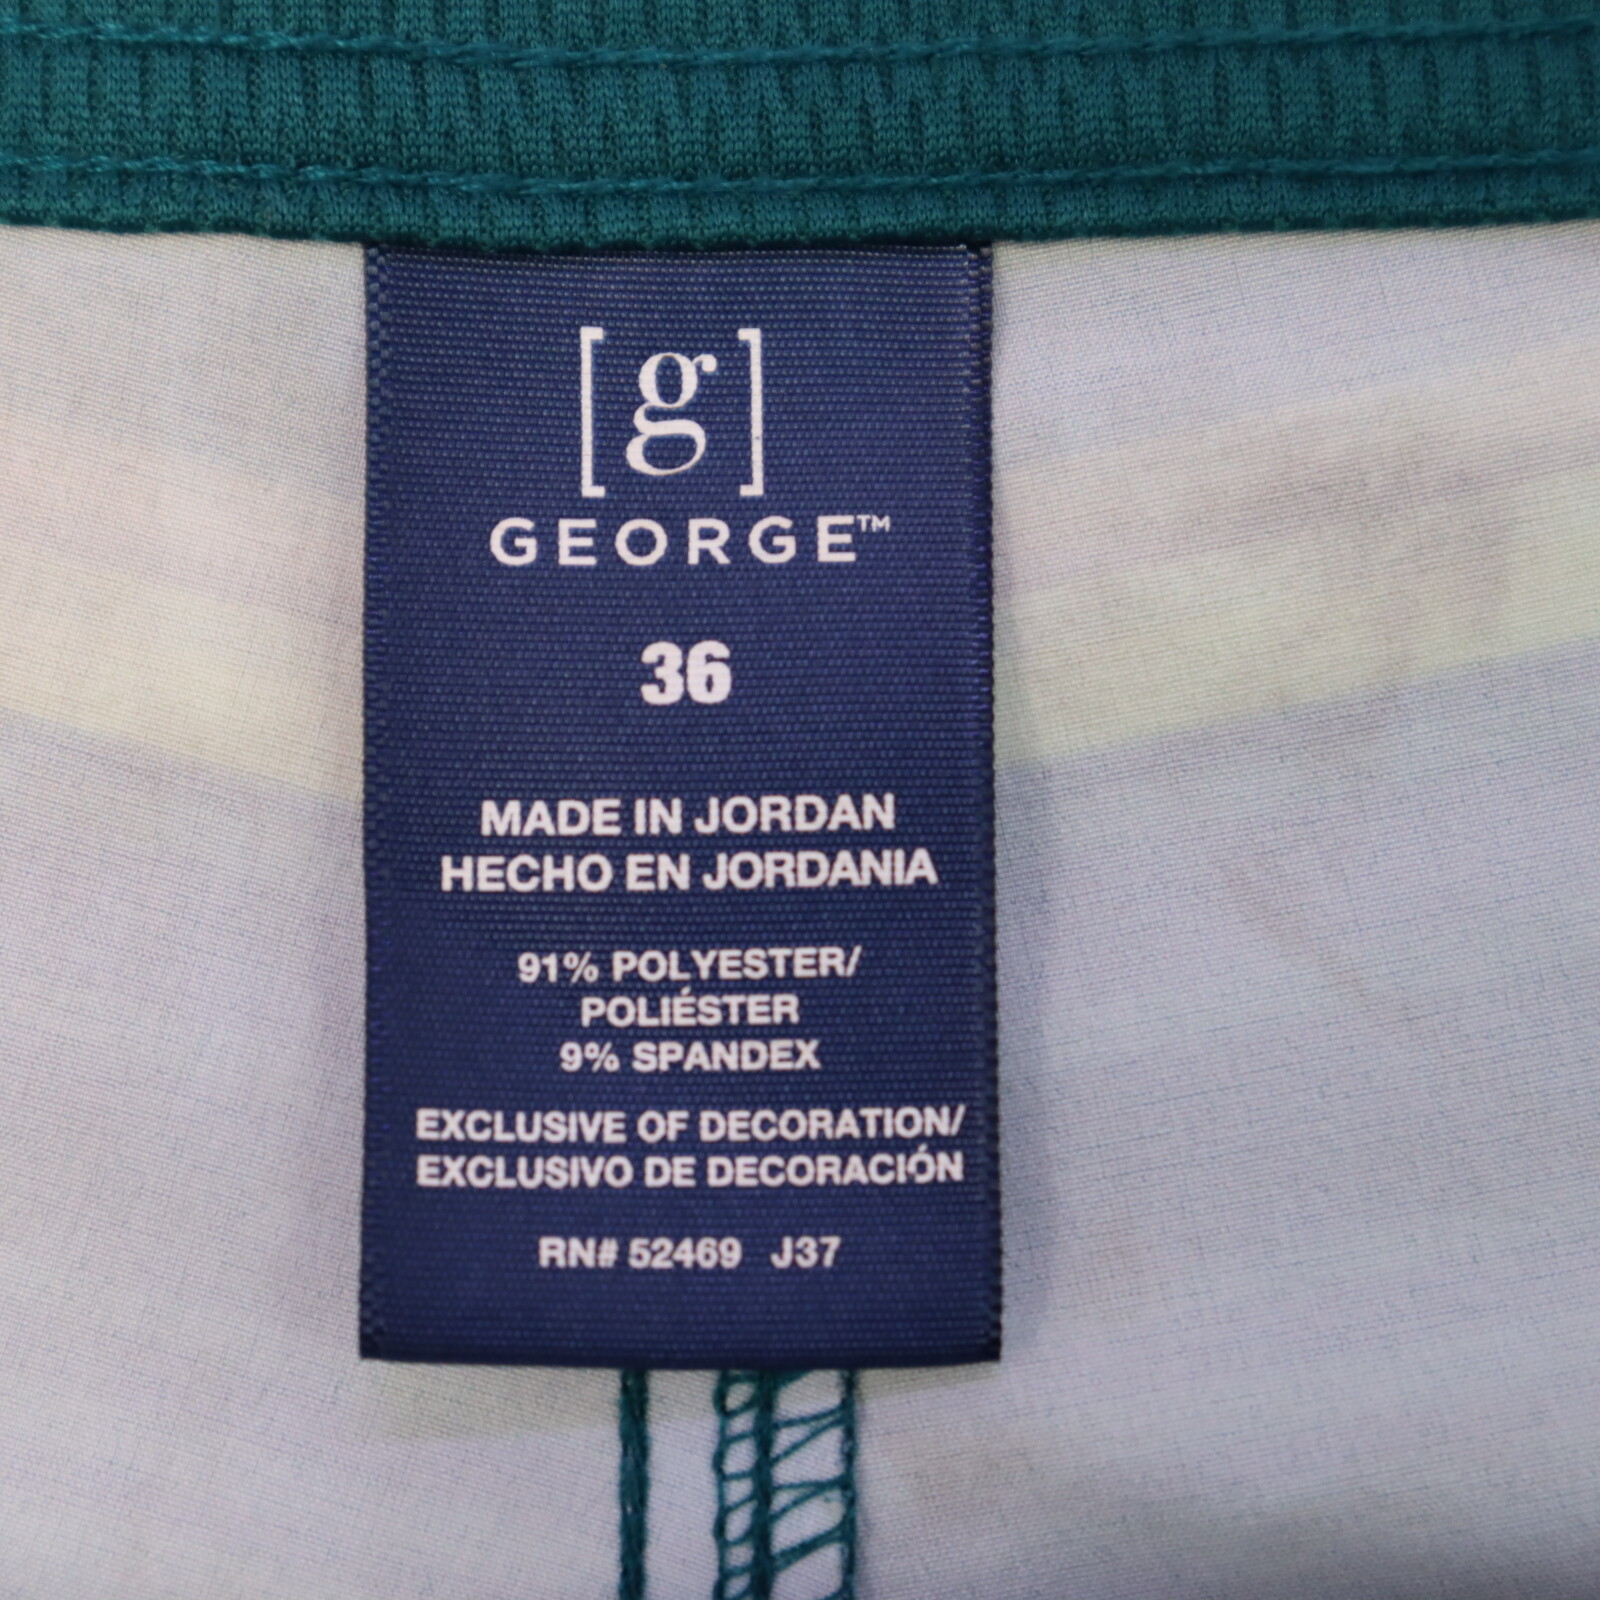 [g]
GEORGE™
36
MADE IN JORDAN
HECHO EN JORDANIA
91% POLYESTER/
POLIÉSTER
9% SPANDEX
EXCLUSIVE OF DECORATION/
EXCLUSIVO DE DECORACIÓN
RN# 52469 J37